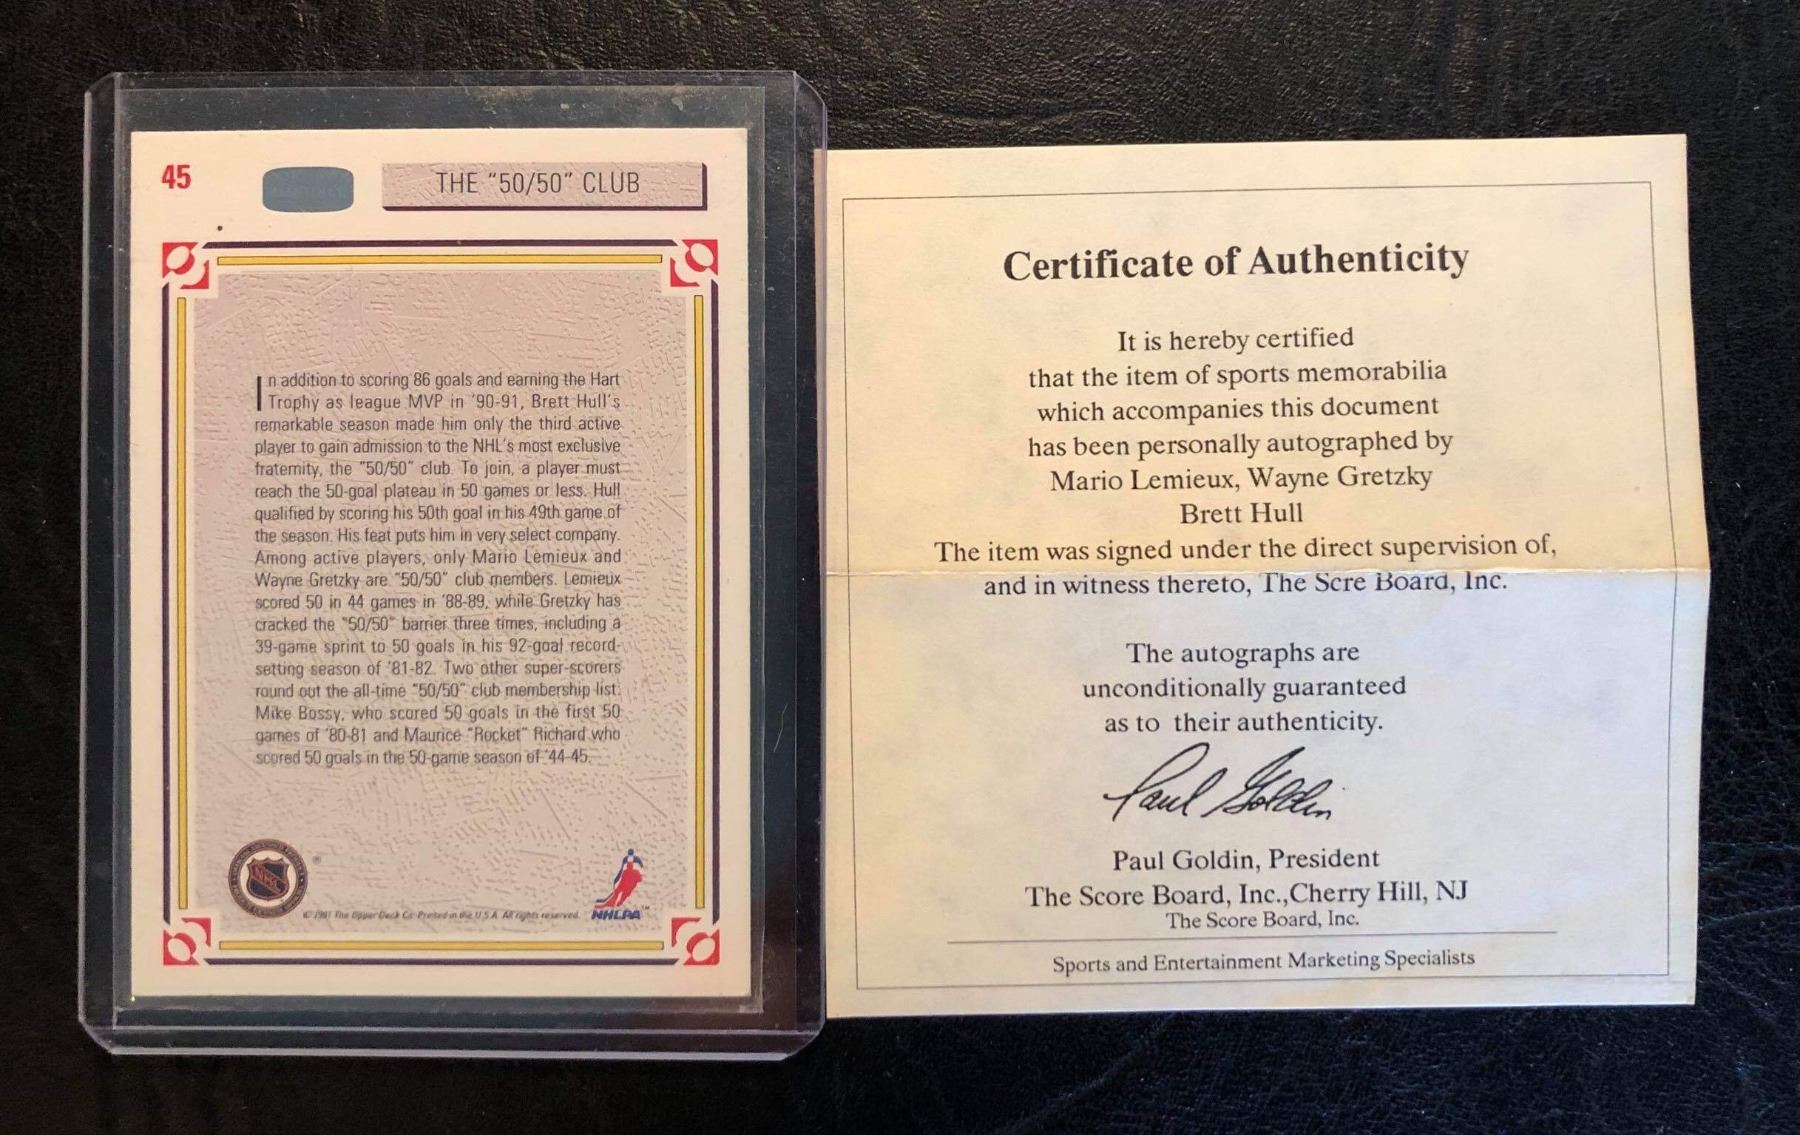 45
THE "50/50" CLUB
In addition to scoring 86 goals and earning the Hart
Trophy as league MVP in '90-91, Brett Hull's
remarkable season made him only the third active
player to gain admission to the NHL's most exclusive
fraternity, the "50/50" club. To join, a player must
reach the 50-goal plateau in 50 games or less. Hull
qualified by scoring his 50th goal in his 49th game of
the season. His feat puts him in very select company.
Among active players, only Mario Lemieux and
Wayne Gretzky are "50/50" club members. Lemieux
scored 50 in 44 games in '88-89, while Gretzky has
cracked the "50/50" barrier three times, including a
39-game sprint to 50 goals in his 92-goal record-
setting season of '81-82. Two other super-scorers
round out the all-time "50/50" club membership list:
Mike Bossy, who scored 50 goals in the first 50
games of '80-81 and Maurice "Rocket" Richard who
scored 50 goals in the 50-game season of '44-45.
NHL
®
© 1991 The Upper Deck Co. Printed in the U.S.A. All rights reserved.
NHLPA™
Certificate of Authenticity
It is hereby certified
that the item of sports memorabilia
which accompanies this document
has been personally autographed by
Mario Lemieux, Wayne Gretzky
Brett Hull
The item was signed under the direct supervision of,
and in witness thereto, The Scre Board, Inc.
The autographs are
unconditionally guaranteed
as to their authenticity.
Paul Goldin
Paul Goldin, President
The Score Board, Inc.,Cherry Hill, NJ
The Score Board, Inc.
Sports and Entertainment Marketing Specialists